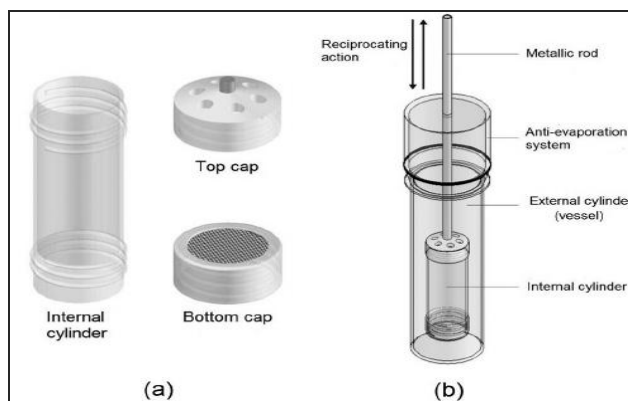 Top cap
Internal
cylinder
Bottom cap
(a)
Reciprocating
action
Metallic rod
Anti-evaporation
system
External cylinde
(vessel)
Internal cylinder
(b)